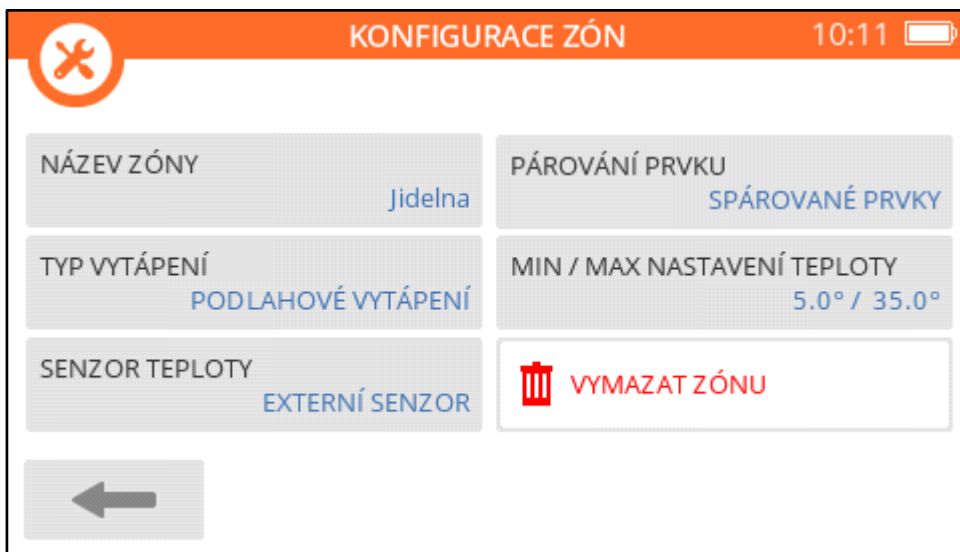 KONFIGURACE ZÓN
10:11
NÁZEV ZÓNY
Jidelna
PÁROVÁNÍ PRVKU
SPÁROVANÉ PRVKY
TYP VYTÁPENÍ
PODLAHOVÉ VYTÁPENÍ
MIN / MAX NASTAVENÍ TEPLOTY
5.0° / 35.0°
SENZOR TEPLOTY
EXTERNÍ SENZOR
VYMAZAT ZÓNU